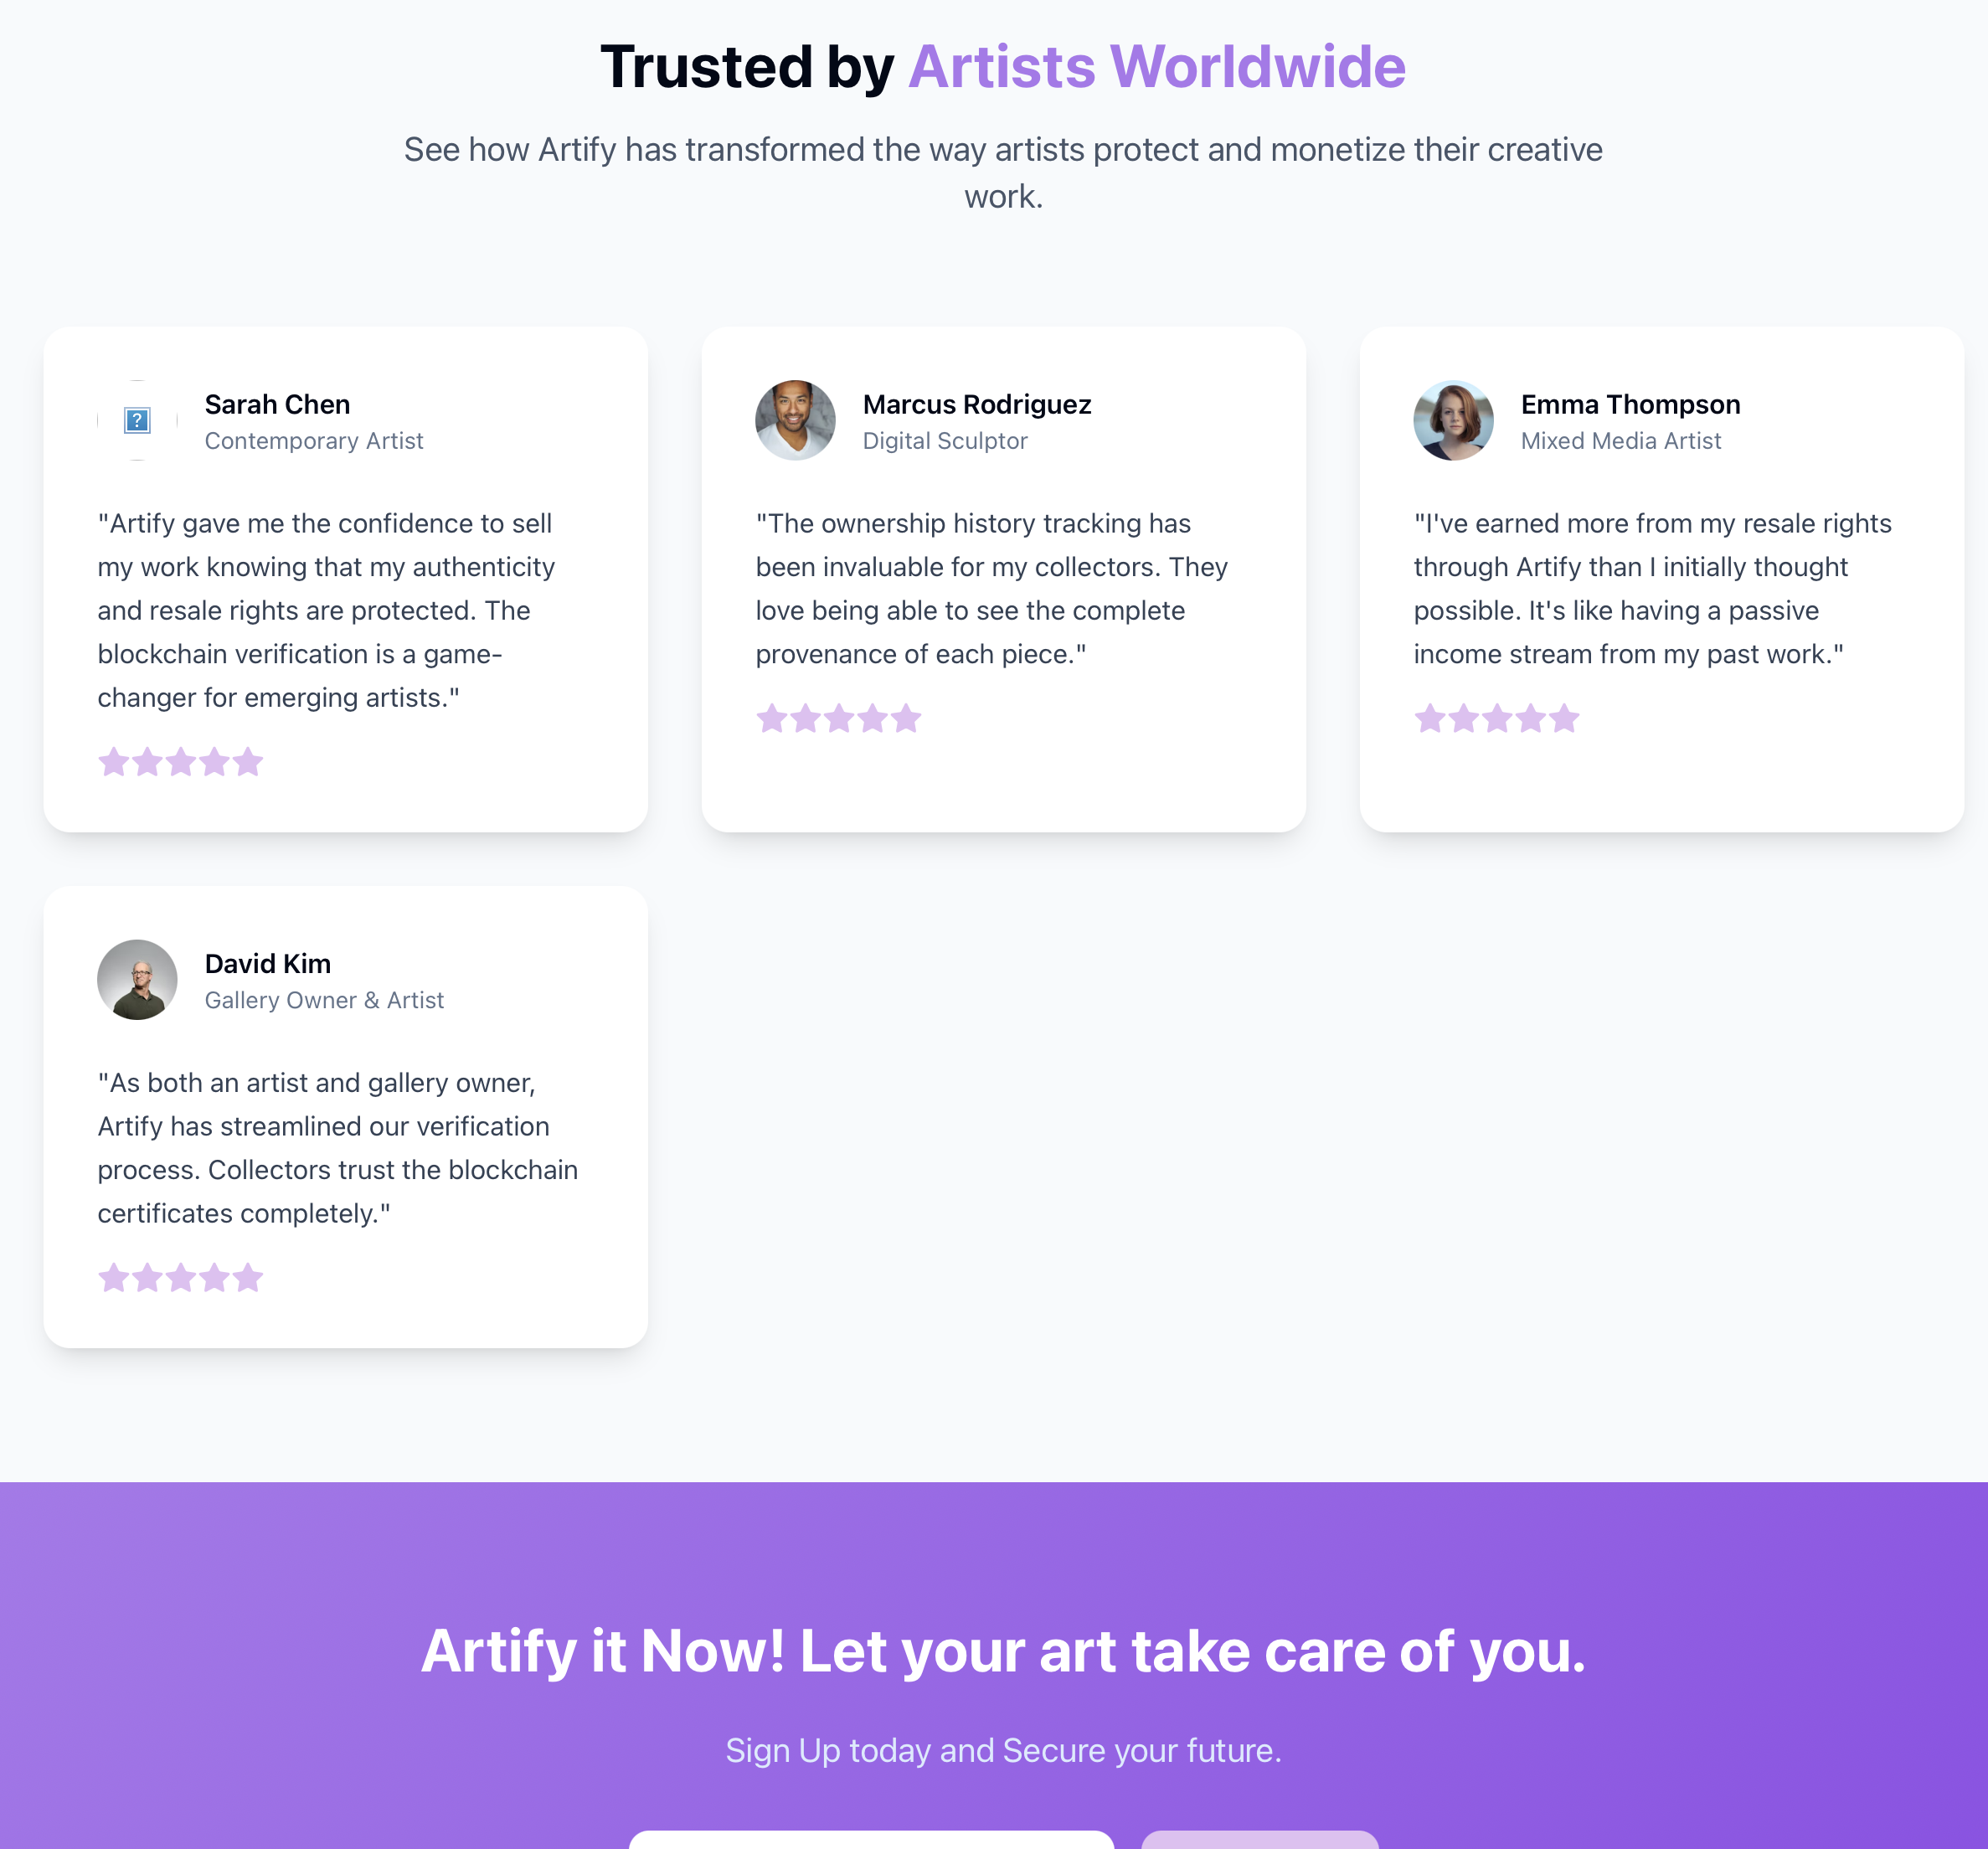 Trusted by Artists Worldwide
See how Artify has transformed the way artists protect and monetize their creative
work.
Sarah Chen
Contemporary Artist
"Artify gave me the confidence to sell
my work knowing that my authenticity
and resale rights are protected. The
blockchain verification is a game-
changer for emerging artists."
Marcus Rodriguez
Digital Sculptor
"The ownership history tracking has
been invaluable for my collectors. They
love being able to see the complete
provenance of each piece."
Emma Thompson
Mixed Media Artist
"I've earned more from my resale rights
through Artify than I initially thought
possible. It's like having a passive
income stream from my past work."
David Kim
Gallery Owner & Artist
"As both an artist and gallery owner,
Artify has streamlined our verification
process. Collectors trust the blockchain
certificates completely."
Artify it Now! Let your art take care of you.
Sign Up today and Secure your future.